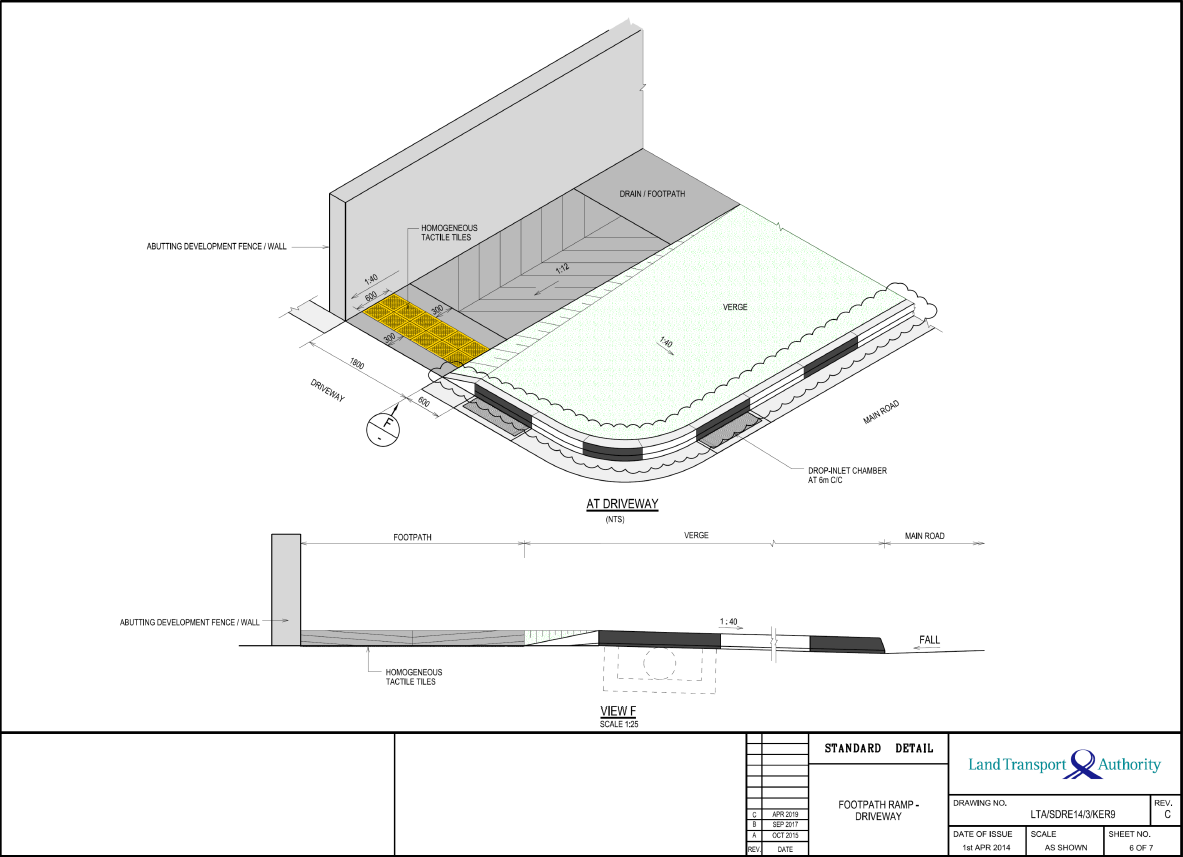 DRAIN / FOOTPATH
HOMOGENEOUS
TACTILE TILES
ABUTTING DEVELOPMENT FENCE / WALL
1:40
600
1:12
300
VERGE
300
1:40
1800
DRIVEWAY
600
F
-
MAIN ROAD
DROP-INLET CHAMBER
AT 6m C/C
AT DRIVEWAY
(NTS)
FOOTPATH
VERGE
MAIN ROAD
ABUTTING DEVELOPMENT FENCE / WALL
1 : 40
FALL
HOMOGENEOUS
TACTILE TILES
VIEW F
SCALE 1:25
C APR 2019
B SEP 2017
A OCT 2015
REV. DATE
STANDARD DETAIL
FOOTPATH RAMP -
DRIVEWAY
Land Transport Authority
DRAWING NO.
LTA/SDRE14/3/KER9
REV.
C
DATE OF ISSUE
1st APR 2014
SCALE
AS SHOWN
SHEET NO.
6 OF 7